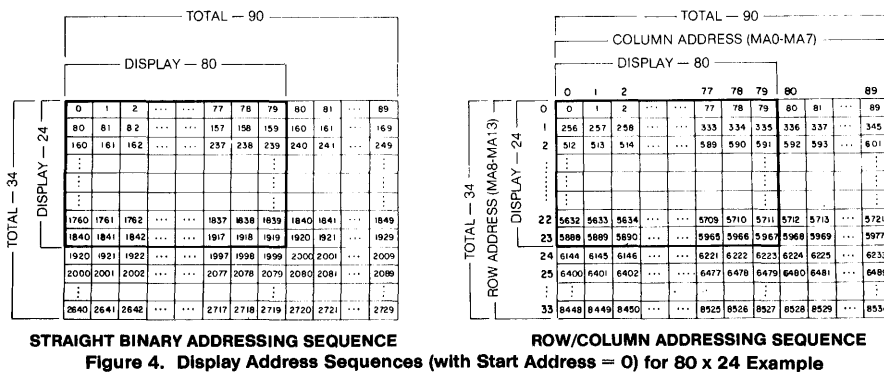 TOTAL — 90
DISPLAY — 80
TOTAL — 34
DISPLAY — 24
0 1 2 ... ... 77 78 79 80 81 ... 89
80 81 82 ... ... 157 158 159 160 161 ... 169
160 161 162 ... ... 237 238 239 240 241 ... 249
1760 1761 1762 ... ... 1837 1838 1839 1840 1841 ... 1849
1840 1841 1842 ... ... 1917 1918 1919 1920 1921 ... 1929
1920 1921 1922 ... ... 1997 1998 1999 2000 2001 ... 2009
2000 2001 2002 ... ... 2077 2078 2079 2080 2081 ... 2089
2640 2641 2642 ... ... 2717 2718 2719 2720 2721 ... 2729
STRAIGHT BINARY ADDRESSING SEQUENCE
TOTAL — 90
COLUMN ADDRESS (MA0-MA7)
DISPLAY — 80
TOTAL — 34
ROW ADDRESS (MA8-MA13)
DISPLAY — 24
0 1 2 77 78 79 80 89
0 0 1 2 ... ... 77 78 79 80 81 ... 89
1 256 257 258 ... ... 333 334 335 336 337 ... 345
2 512 513 514 ... ... 589 590 591 592 593 ... 601
22 5632 5633 5634 ... ... 5709 5710 5711 5712 5713 ... 5721
23 5888 5889 5890 ... ... 5965 5966 5967 5968 5969 ... 5977
24 6144 6145 6146 ... ... 6221 6222 6223 6224 6225 ... 6233
25 6400 6401 6402 ... ... 6477 6478 6479 6480 6481 ... 6489
33 8448 8449 8450 ... ... 8525 8526 8527 8528 8529 ... 853
ROW/COLUMN ADDRESSING SEQUENCE
Figure 4. Display Address Sequences (with Start Address = 0) for 80 x 24 Example